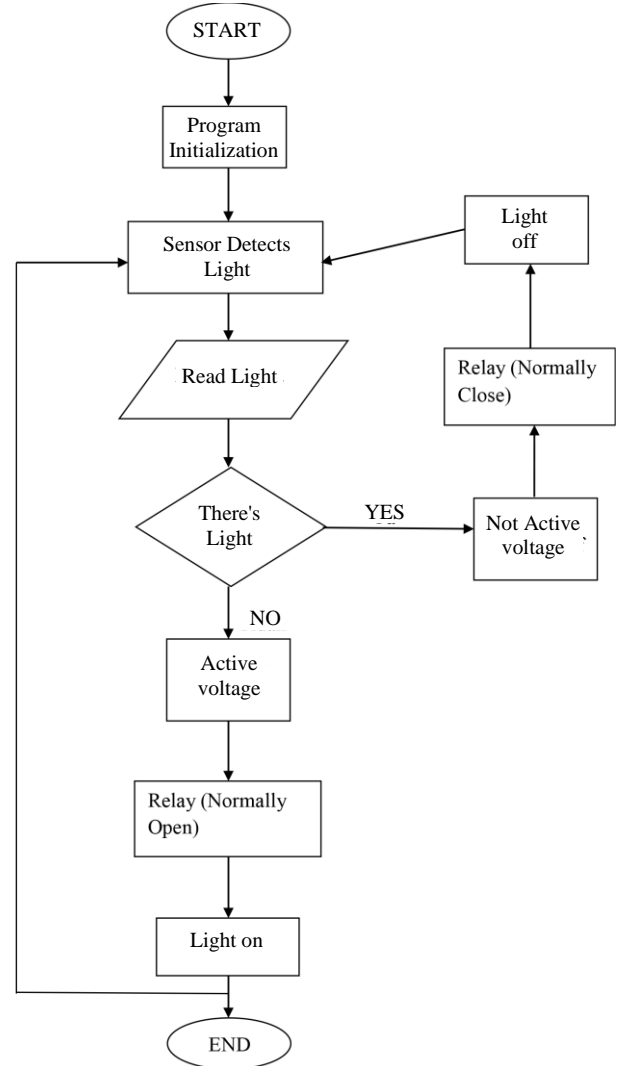 START
Program
Initialization
Sensor Detects
Light
Light
off
Read Light
Relay (Normally
Close)
There's
Light
YES
Not Active
voltage
NO
Active
voltage
Relay (Normally
Open)
Light on
END